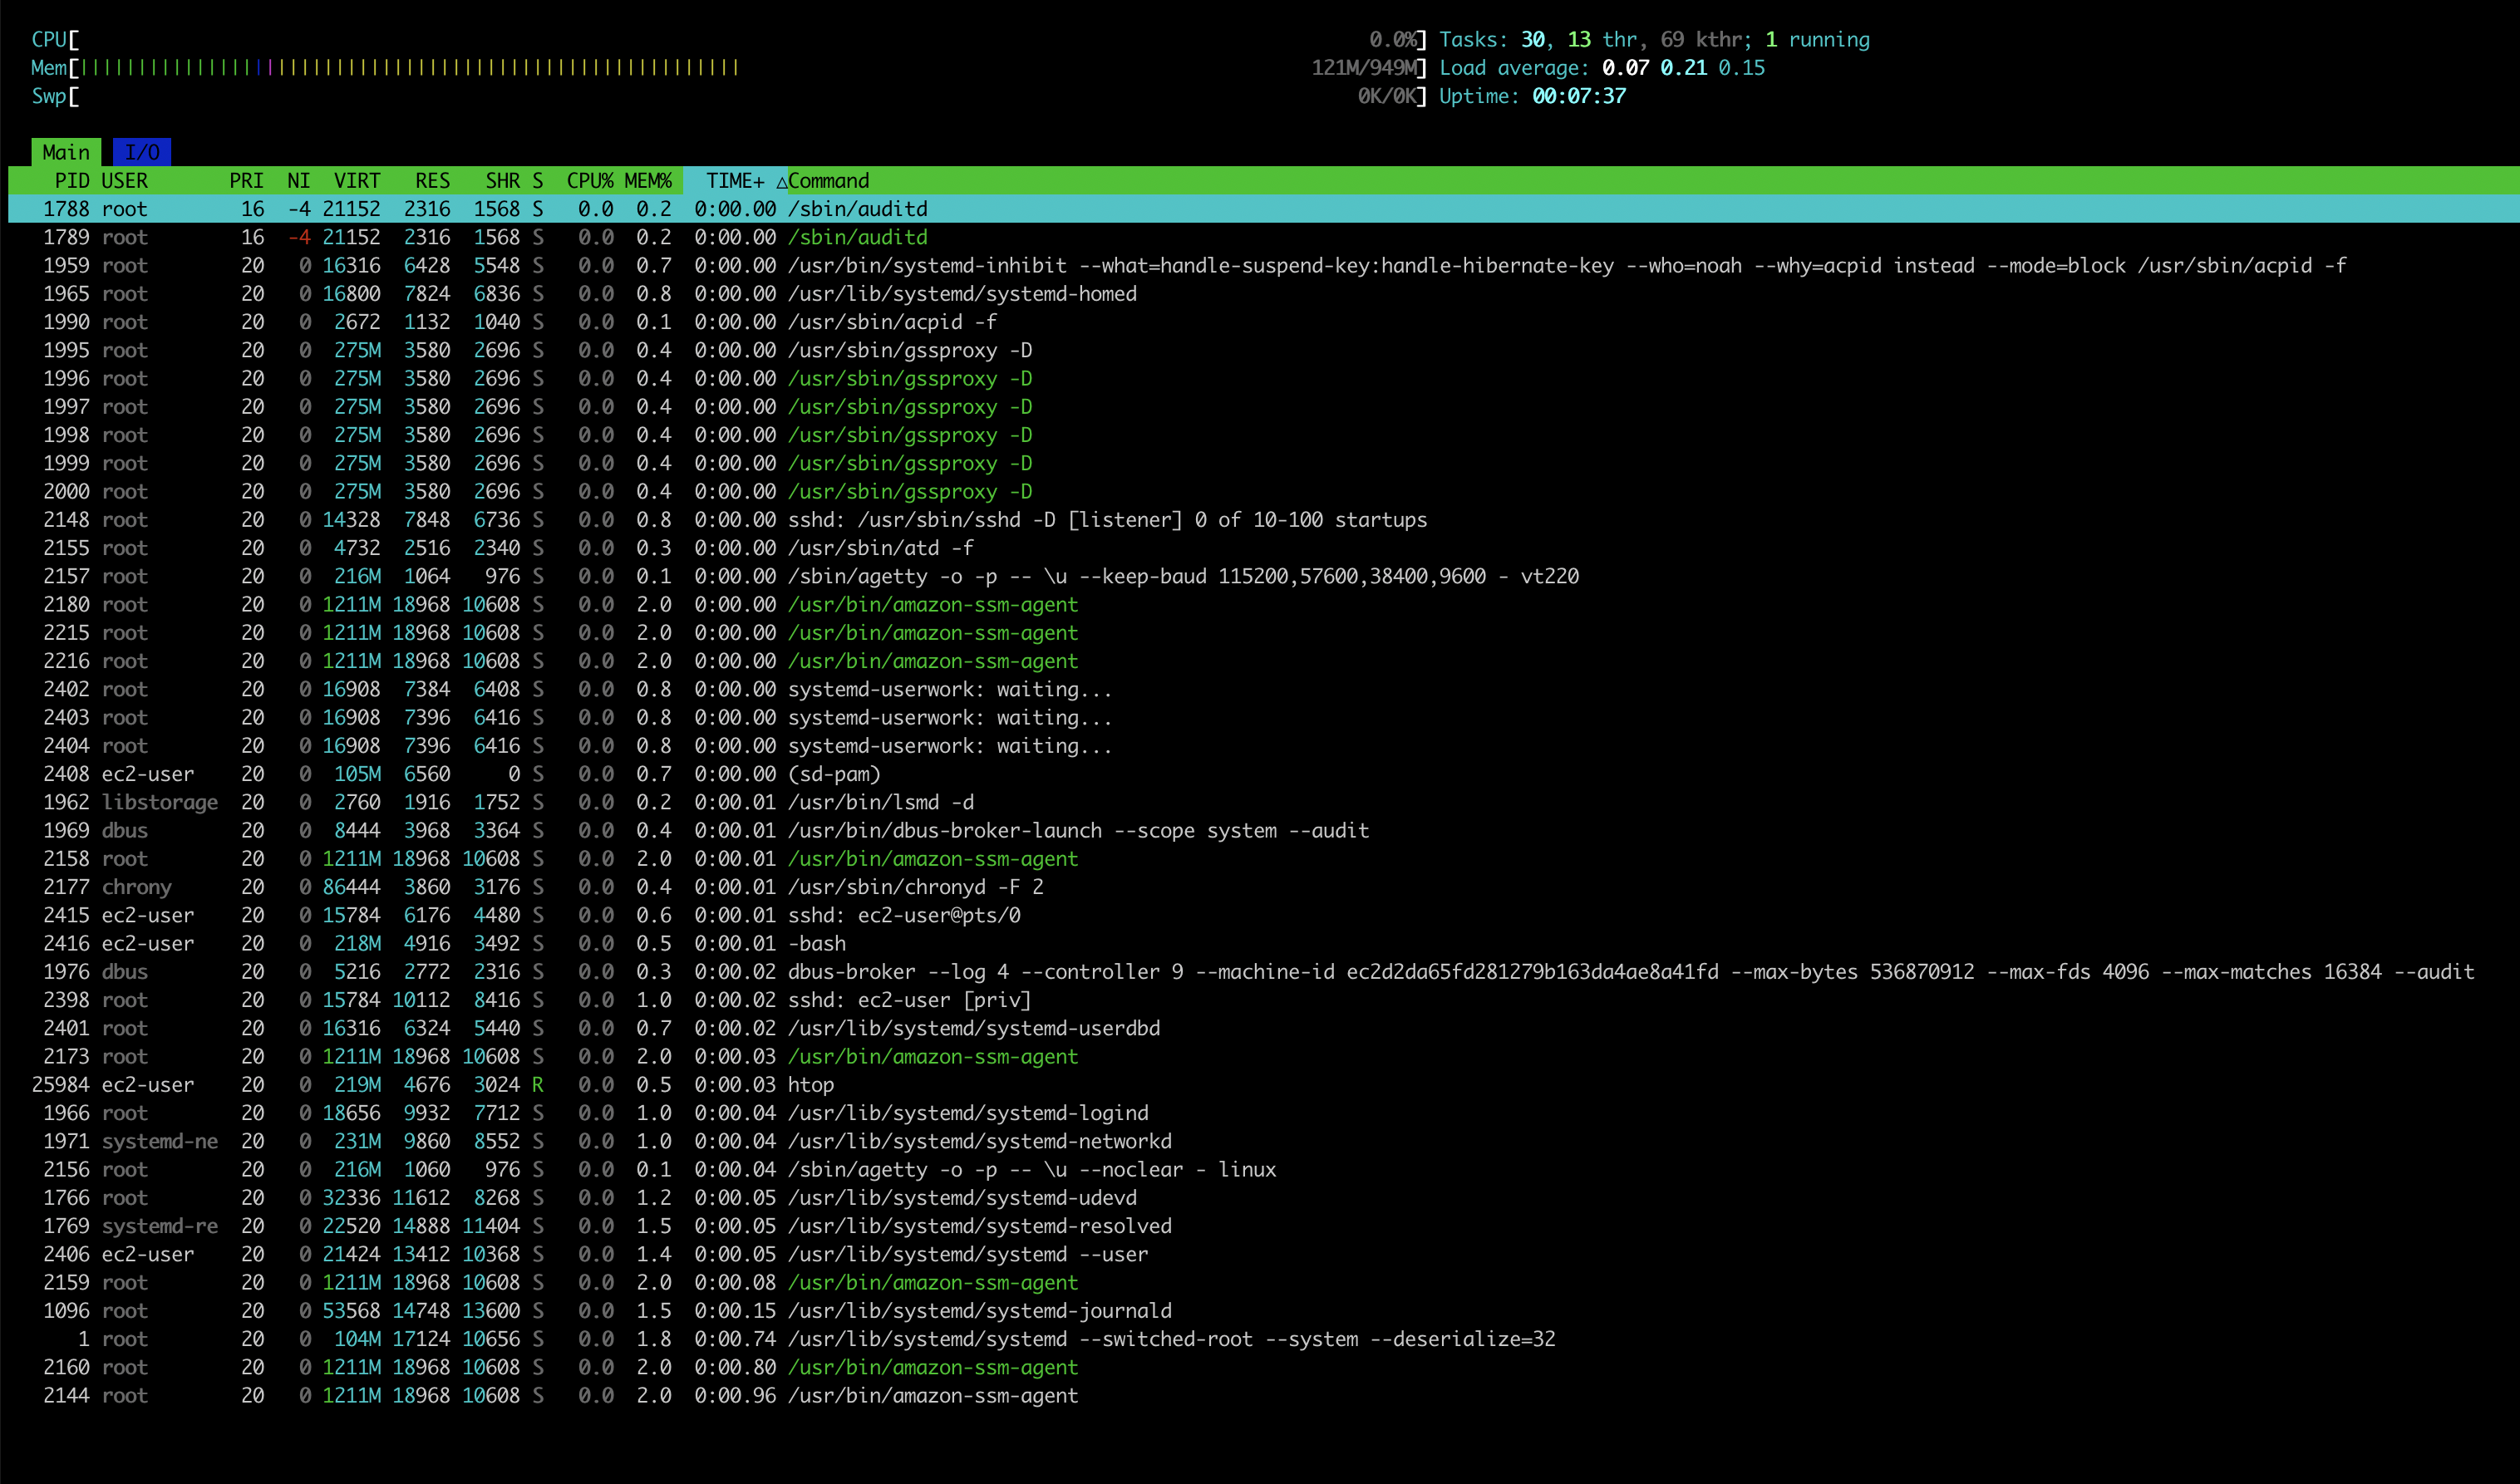 CPU[ 0.0%] Tasks: 30, 13 thr, 69 kthr; 1 running
Mem[||||||||||||||||||||||||||||||||||||||||||||||||||||||||| 121M/949M] Load average: 0.07 0.21 0.15
Swp[ 0K/0K] Uptime: 00:07:37
Main I/O
PID USER PRI NI VIRT RES SHR S CPU% MEM% TIME+ △Command
1788 root 16 -4 21152 2316 1568 S 0.0 0.2 0:00.00 /sbin/auditd
1789 root 16 -4 21152 2316 1568 S 0.0 0.2 0:00.00 /sbin/auditd
1959 root 20 0 16316 6428 5548 S 0.0 0.7 0:00.00 /usr/bin/systemd-inhibit --what=handle-suspend-key:handle-hibernate-key --who=noah --why=acpid instead --mode=block /usr/sbin/acpid -f
1965 root 20 0 16800 7824 6836 S 0.0 0.8 0:00.00 /usr/lib/systemd/systemd-homed
1990 root 20 0 2672 1132 1040 S 0.0 0.1 0:00.00 /usr/sbin/acpid -f
1995 root 20 0 275M 3580 2696 S 0.0 0.4 0:00.00 /usr/sbin/gssproxy -D
1996 root 20 0 275M 3580 2696 S 0.0 0.4 0:00.00 /usr/sbin/gssproxy -D
1997 root 20 0 275M 3580 2696 S 0.0 0.4 0:00.00 /usr/sbin/gssproxy -D
1998 root 20 0 275M 3580 2696 S 0.0 0.4 0:00.00 /usr/sbin/gssproxy -D
1999 root 20 0 275M 3580 2696 S 0.0 0.4 0:00.00 /usr/sbin/gssproxy -D
2000 root 20 0 275M 3580 2696 S 0.0 0.4 0:00.00 /usr/sbin/gssproxy -D
2148 root 20 0 14328 7848 6736 S 0.0 0.8 0:00.00 sshd: /usr/sbin/sshd -D [listener] 0 of 10-100 startups
2155 root 20 0 4732 2516 2340 S 0.0 0.3 0:00.00 /usr/sbin/atd -f
2157 root 20 0 216M 1064 976 S 0.0 0.1 0:00.00 /sbin/agetty -o -p -- \u --keep-baud 115200,57600,38400,9600 - vt220
2180 root 20 0 1211M 18968 10608 S 0.0 2.0 0:00.00 /usr/bin/amazon-ssm-agent
2215 root 20 0 1211M 18968 10608 S 0.0 2.0 0:00.00 /usr/bin/amazon-ssm-agent
2216 root 20 0 1211M 18968 10608 S 0.0 2.0 0:00.00 /usr/bin/amazon-ssm-agent
2402 root 20 0 16908 7384 6408 S 0.0 0.8 0:00.00 systemd-userwork: waiting...
2403 root 20 0 16908 7396 6416 S 0.0 0.8 0:00.00 systemd-userwork: waiting...
2404 root 20 0 16908 7396 6416 S 0.0 0.8 0:00.00 systemd-userwork: waiting...
2408 ec2-user 20 0 105M 6560 0 S 0.0 0.7 0:00.00 (sd-pam)
1962 libstorage 20 0 2760 1916 1752 S 0.0 0.2 0:00.01 /usr/bin/lsmd -d
1969 dbus 20 0 8444 3968 3364 S 0.0 0.4 0:00.01 /usr/bin/dbus-broker-launch --scope system --audit
2158 root 20 0 1211M 18968 10608 S 0.0 2.0 0:00.01 /usr/bin/amazon-ssm-agent
2177 chrony 20 0 86444 3860 3176 S 0.0 0.4 0:00.01 /usr/sbin/chronyd -F 2
2415 ec2-user 20 0 15784 6176 4480 S 0.0 0.6 0:00.01 sshd: ec2-user@pts/0
2416 ec2-user 20 0 218M 4916 3492 S 0.0 0.5 0:00.01 -bash
1976 dbus 20 0 5216 2772 2316 S 0.0 0.3 0:00.02 dbus-broker --log 4 --controller 9 --machine-id ec2d2da65fd281279b163da4ae8a41fd --max-bytes 536870912 --max-fds 4096 --max-matches 16384 --audit
2398 root 20 0 15784 10112 8416 S 0.0 1.0 0:00.02 sshd: ec2-user [priv]
2401 root 20 0 16316 6324 5440 S 0.0 0.7 0:00.02 /usr/lib/systemd/systemd-userdbd
2173 root 20 0 1211M 18968 10608 S 0.0 2.0 0:00.03 /usr/bin/amazon-ssm-agent
25984 ec2-user 20 0 219M 4676 3024 R 0.0 0.5 0:00.03 htop
1966 root 20 0 18656 9932 7712 S 0.0 1.0 0:00.04 /usr/lib/systemd/systemd-logind
1971 systemd-ne 20 0 231M 9860 8552 S 0.0 1.0 0:00.04 /usr/lib/systemd/systemd-networkd
2156 root 20 0 216M 1060 976 S 0.0 0.1 0:00.04 /sbin/agetty -o -p -- \u --noclear - linux
1766 root 20 0 32336 11612 8268 S 0.0 1.2 0:00.05 /usr/lib/systemd/systemd-udevd
1769 systemd-re 20 0 22520 14888 11404 S 0.0 1.5 0:00.05 /usr/lib/systemd/systemd-resolved
2406 ec2-user 20 0 21424 13412 10368 S 0.0 1.4 0:00.05 /usr/lib/systemd/systemd --user
2159 root 20 0 1211M 18968 10608 S 0.0 2.0 0:00.08 /usr/bin/amazon-ssm-agent
1096 root 20 0 53568 14748 13600 S 0.0 1.5 0:00.15 /usr/lib/systemd/systemd-journald
1 root 20 0 104M 17124 10656 S 0.0 1.8 0:00.74 /usr/lib/systemd/systemd --switched-root --system --deserialize=32
2160 root 20 0 1211M 18968 10608 S 0.0 2.0 0:00.80 /usr/bin/amazon-ssm-agent
2144 root 20 0 1211M 18968 10608 S 0.0 2.0 0:00.96 /usr/bin/amazon-ssm-agent